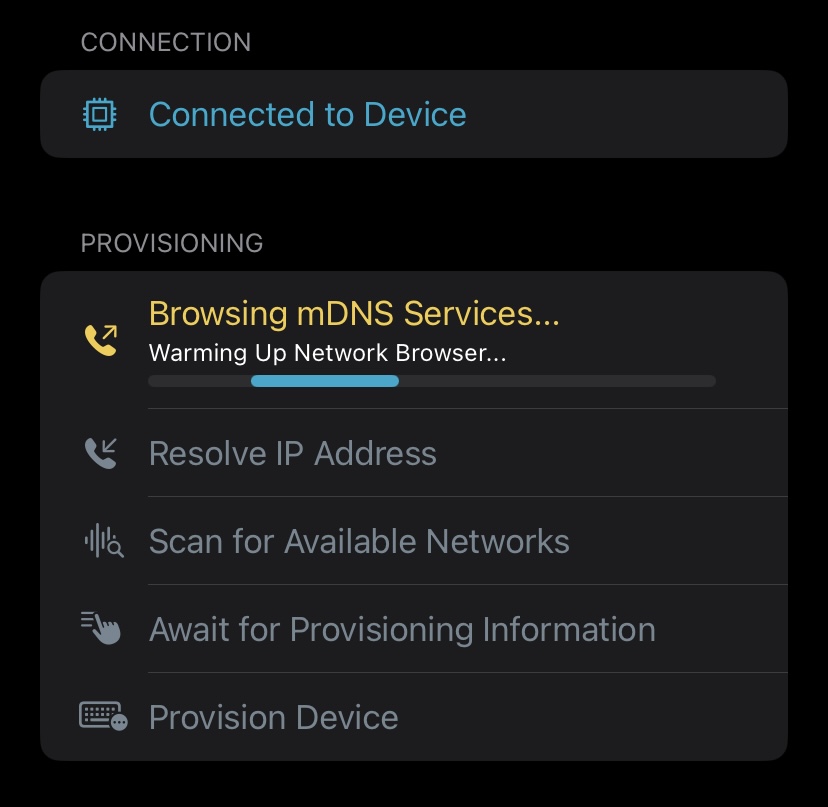 CONNECTION
Connected to Device
PROVISIONING
Browsing mDNS Services...
Warming Up Network Browser...
Resolve IP Address
Scan for Available Networks
Await for Provisioning Information
Provision Device